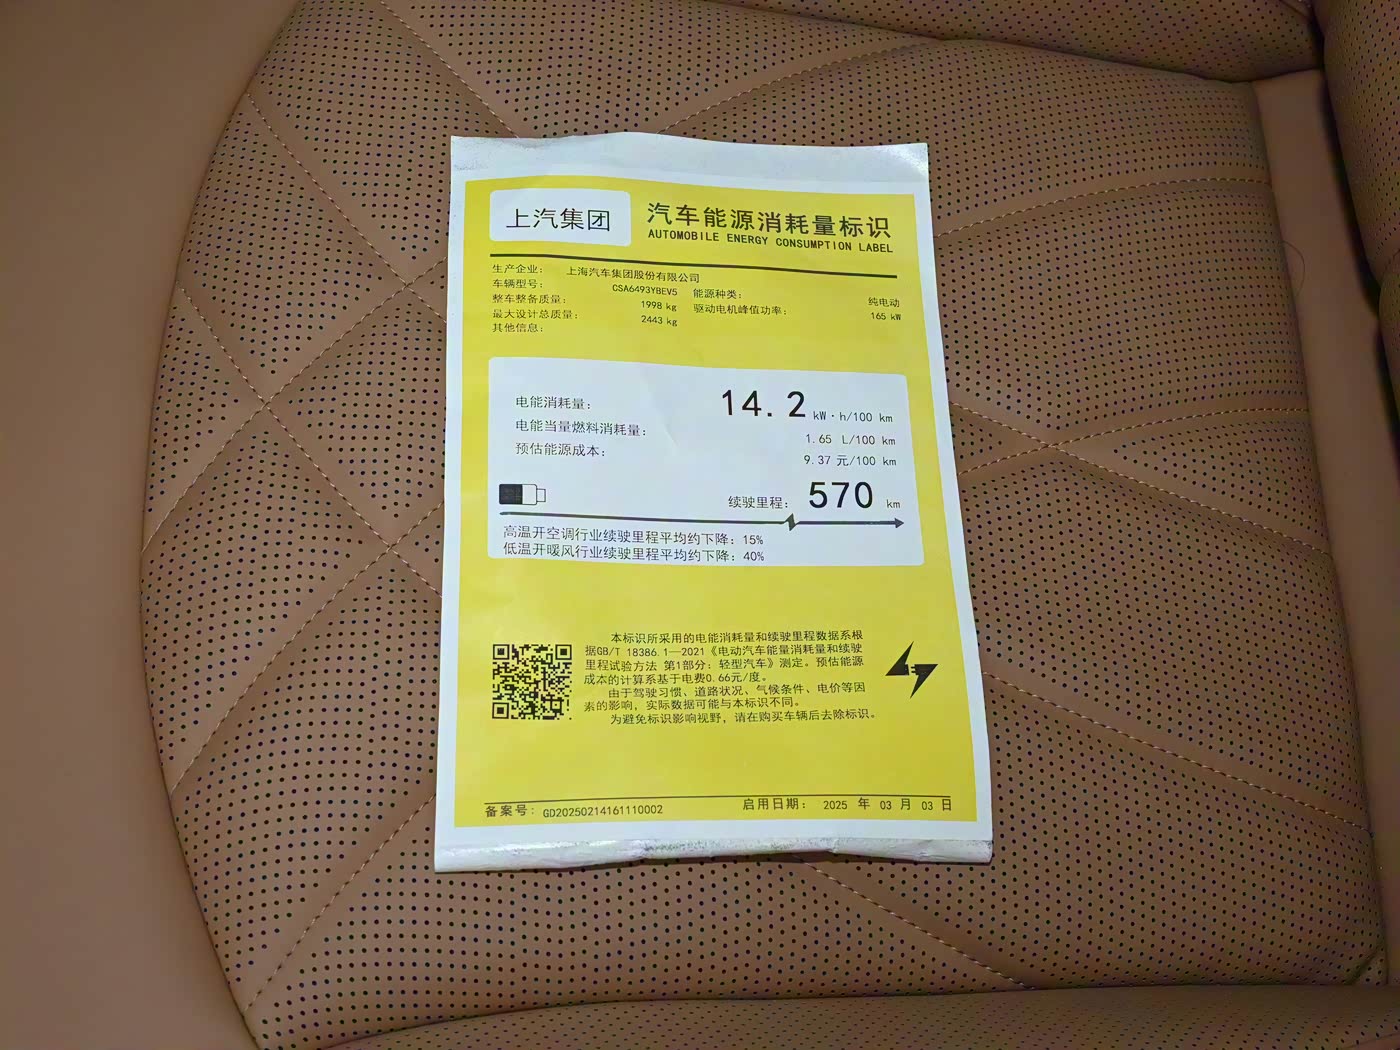 上汽集团
汽车能源消耗量标识
AUTOMOBILE ENERGY CONSUMPTION LABEL
生产企业： 上海汽车集团股份有限公司
车辆型号： CSA6493YBEV5 能源种类： 纯电动
整车整备质量： 1998 kg 驱动电机峰值功率： 165 kW
最大设计总质量： 2443 kg
其他信息：
电能消耗量： 14.2 kW·h/100 km
电能当量燃料消耗量： 1.65 L/100 km
预估能源成本： 9.37 元/100 km
续驶里程： 570 km
高温开空调行业续驶里程平均约下降：15%
低温开暖风行业续驶里程平均约下降：40%
本标识所采用的电能消耗量和续驶里程数据系根
据GB/T 18386.1—2021《电动汽车能量消耗量和续驶
里程试验方法 第1部分：轻型汽车》测定。预估能源
成本的计算系基于电费0.66元/度。
由于驾驶习惯、道路状况、气候条件、电价等因
素的影响，实际数据可能与本标识不同。
为避免标识影响视野，请在购买车辆后去除标识。
备案号：GD20250214161110002 启用日期： 2025 年 03 月 03 日